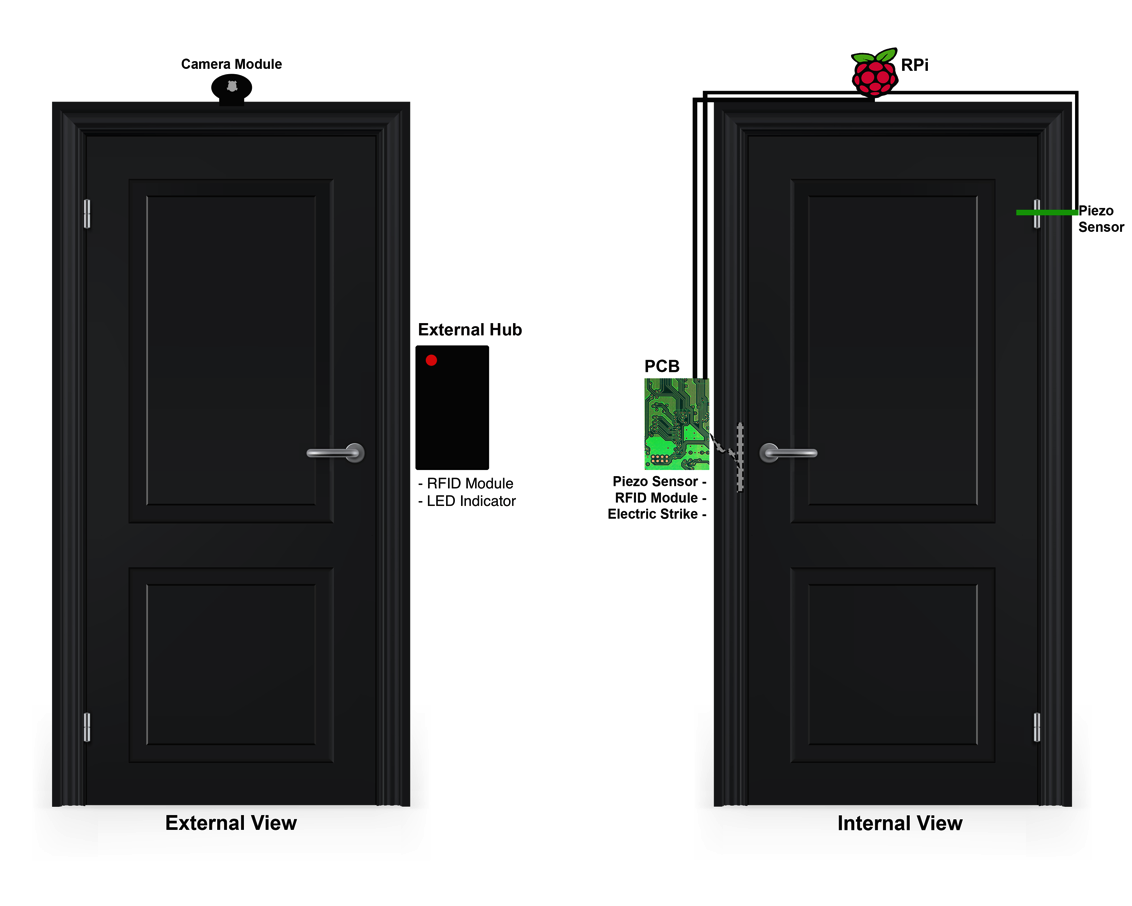 Camera Module
External Hub
- RFID Module
- LED Indicator
External View
RPi
Piezo
Sensor
PCB
Piezo Sensor -
RFID Module -
Electric Strike -
Internal View